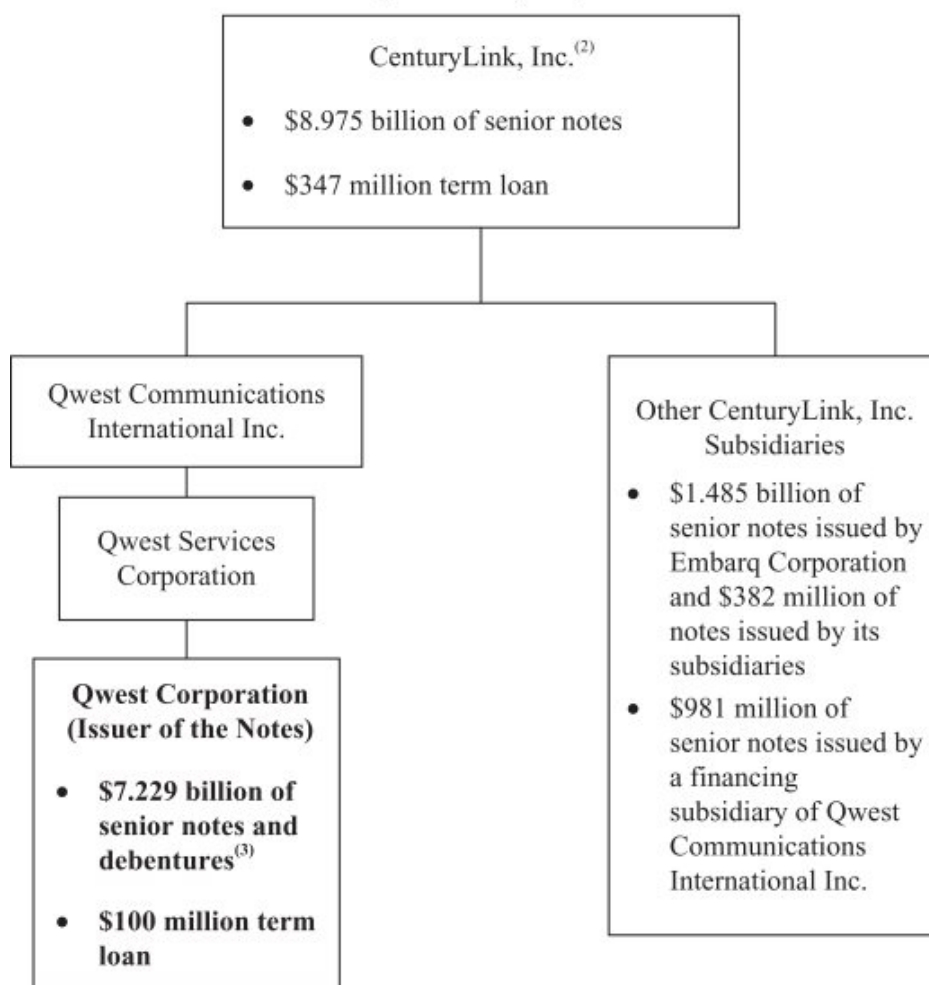 CenturyLink, Inc.(2)
• $8.975 billion of senior notes
• $347 million term loan
Qwest Communications
International Inc.
Qwest Services
Corporation
Qwest Corporation
(Issuer of the Notes)
• $7.229 billion of
senior notes and
debentures(3)
• $100 million term
loan
Other CenturyLink, Inc.
Subsidiaries
• $1.485 billion of
senior notes issued by
Embarq Corporation
and $382 million of
notes issued by its
subsidiaries
• $981 million of
senior notes issued by
a financing
subsidiary of Qwest
Communications
International Inc.